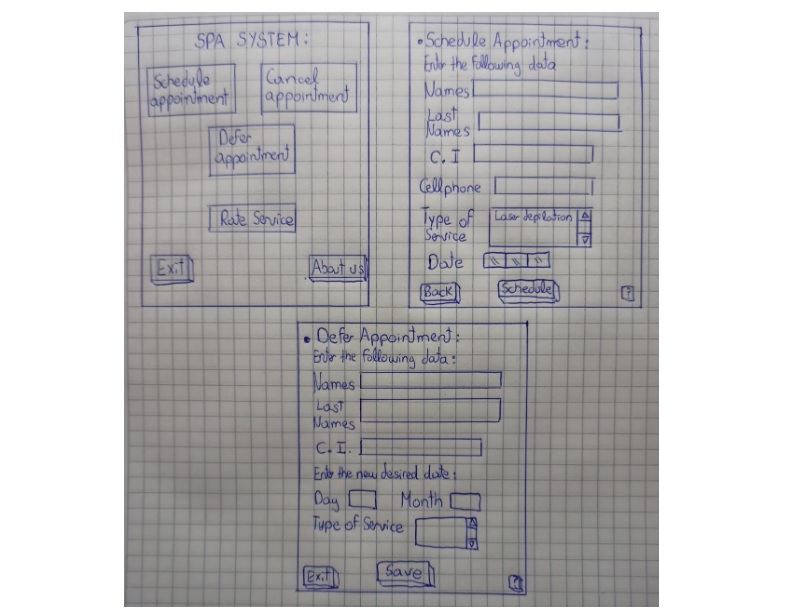 SPA SYSTEM:
Schedule
appointment
Cancel
appointment
Defer
appointment
Rate Service
Exit
About us
• Schedule Appointment:
Enter the following data
Names
Last
Names
C. I
Cellphone
Type of
Service
Laser depilation
Date
Back
Schedule
?
• Defer Appointment:
Enter the following data:
Names
Last
Names
C. I.
Enter the new desired date:
Day
Month
Type of Service
Exit
Save
?